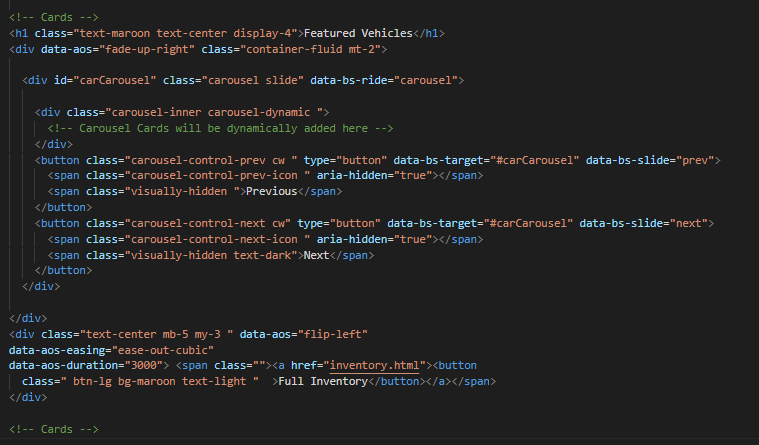 <!-- Cards -->
<h1 class="text-maroon text-center display-4">Featured Vehicles</h1>
<div data-aos="fade-up-right" class="container-fluid mt-2">
<div id="carCarousel" class="carousel slide" data-bs-ride="carousel">
<div class="carousel-inner carousel-dynamic ">
<!-- Carousel Cards will be dynamically added here -->
</div>
<button class="carousel-control-prev cw " type="button" data-bs-target="#carCarousel" data-bs-slide="prev">
<span class="carousel-control-prev-icon " aria-hidden="true"></span>
<span class="visually-hidden ">Previous</span>
</button>
<button class="carousel-control-next cw" type="button" data-bs-target="#carCarousel" data-bs-slide="next">
<span class="carousel-control-next-icon " aria-hidden="true"></span>
<span class="visually-hidden text-dark">Next</span>
</button>
</div>
</div>
<div class="text-center mb-5 my-3 " data-aos="flip-left"
data-aos-easing="ease-out-cubic"
data-aos-duration="3000"> <span class=""><a href="inventory.html"><button
class=" btn-lg bg-maroon text-light "  >Full Inventory</button></a></span>
</div>
<!-- Cards -->